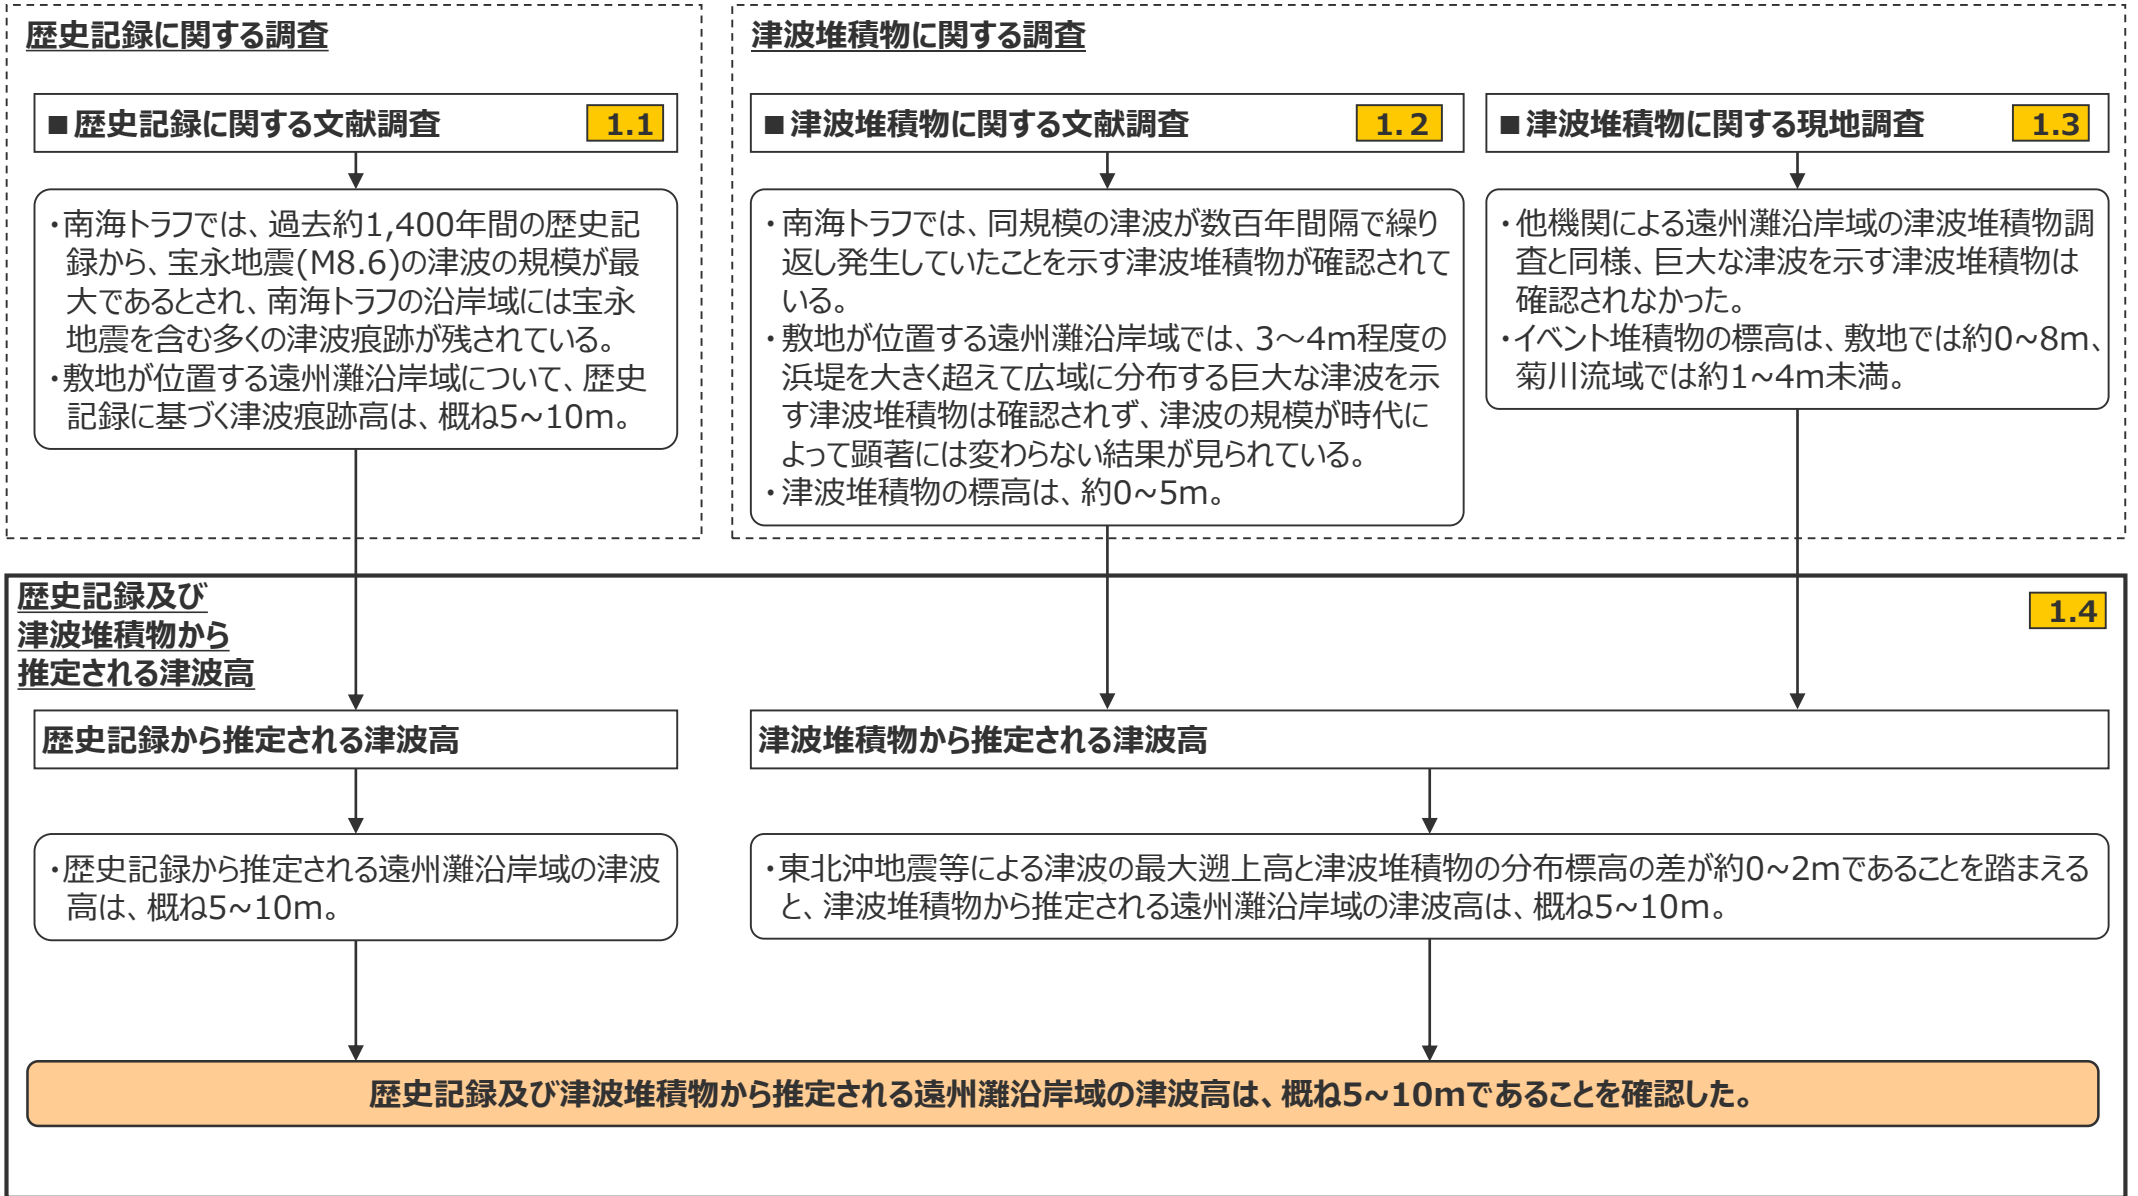 歴史記録に関する調査
■歴史記録に関する文献調査 1.1
・南海トラフでは、過去約1,400年間の歴史記
録から、宝永地震(M8.6)の津波の規模が最
大であるとされ、南海トラフの沿岸域には宝永
地震を含む多くの津波痕跡が残されている。
・敷地が位置する遠州灘沿岸域について、歴史
記録に基づく津波痕跡高は、概ね5~10m。
津波堆積物に関する調査
■津波堆積物に関する文献調査 1.2
・南海トラフでは、同規模の津波が数百年間隔で繰り
返し発生していたことを示す津波堆積物が確認されて
いる。
・敷地が位置する遠州灘沿岸域では、3～4m程度の
浜堤を大きく超えて広域に分布する巨大な津波を示
す津波堆積物は確認されず、津波の規模が時代に
よって顕著には変わらない結果が見られている。
・津波堆積物の標高は、約0~5m。
■津波堆積物に関する現地調査 1.3
・他機関による遠州灘沿岸域の津波堆積物調
査と同様、巨大な津波を示す津波堆積物は
確認されなかった。
・イベント堆積物の標高は、敷地では約0~8m、
菊川流域では約1~4m未満。
歴史記録及び
津波堆積物から
推定される津波高
1.4
歴史記録から推定される津波高
・歴史記録から推定される遠州灘沿岸域の津波
高は、概ね5~10m。
津波堆積物から推定される津波高
・東北沖地震等による津波の最大遡上高と津波堆積物の分布標高の差が約0~2mであることを踏まえる
と、津波堆積物から推定される遠州灘沿岸域の津波高は、概ね5~10m。
歴史記録及び津波堆積物から推定される遠州灘沿岸域の津波高は、概ね5~10mであることを確認した。